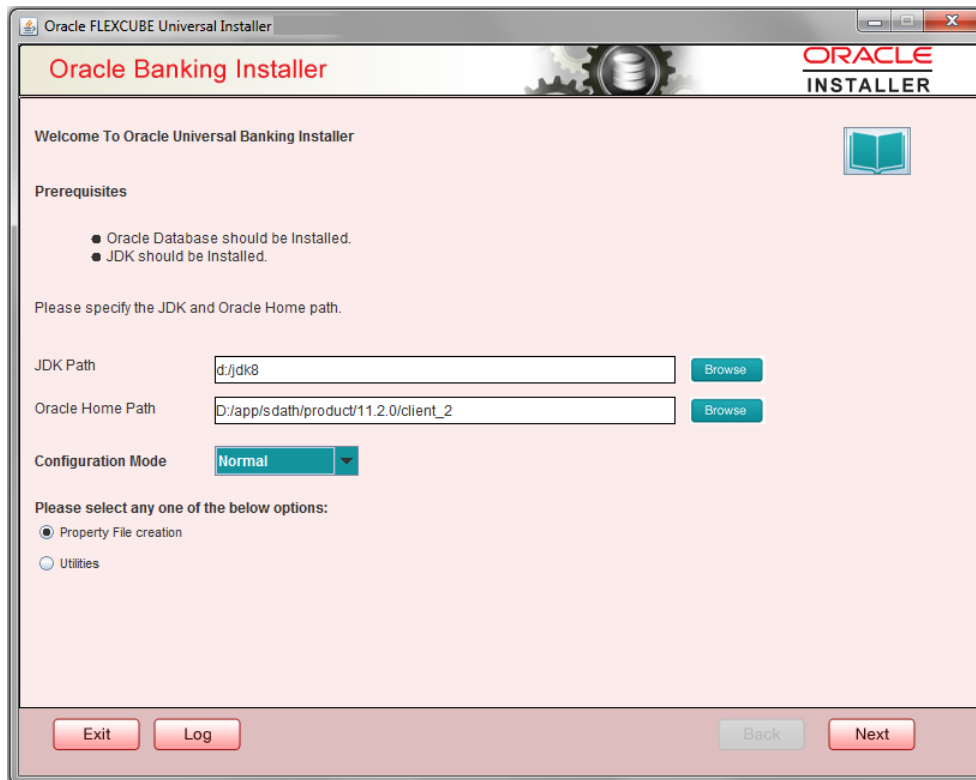 Oracle FLEXCUBE Universal Installer
Oracle Banking Installer
ORACLE
INSTALLER
Welcome To Oracle Universal Banking Installer
Prerequisites
Oracle Database should be Installed.
JDK should be Installed.
Please specify the JDK and Oracle Home path.
JDK Path d:/jdk8 Browse
Oracle Home Path D:/app/sdath/product/11.2.0/client_2 Browse
Configuration Mode Normal
Please select any one of the below options:
Property File creation
Utilities
Exit Log Back Next